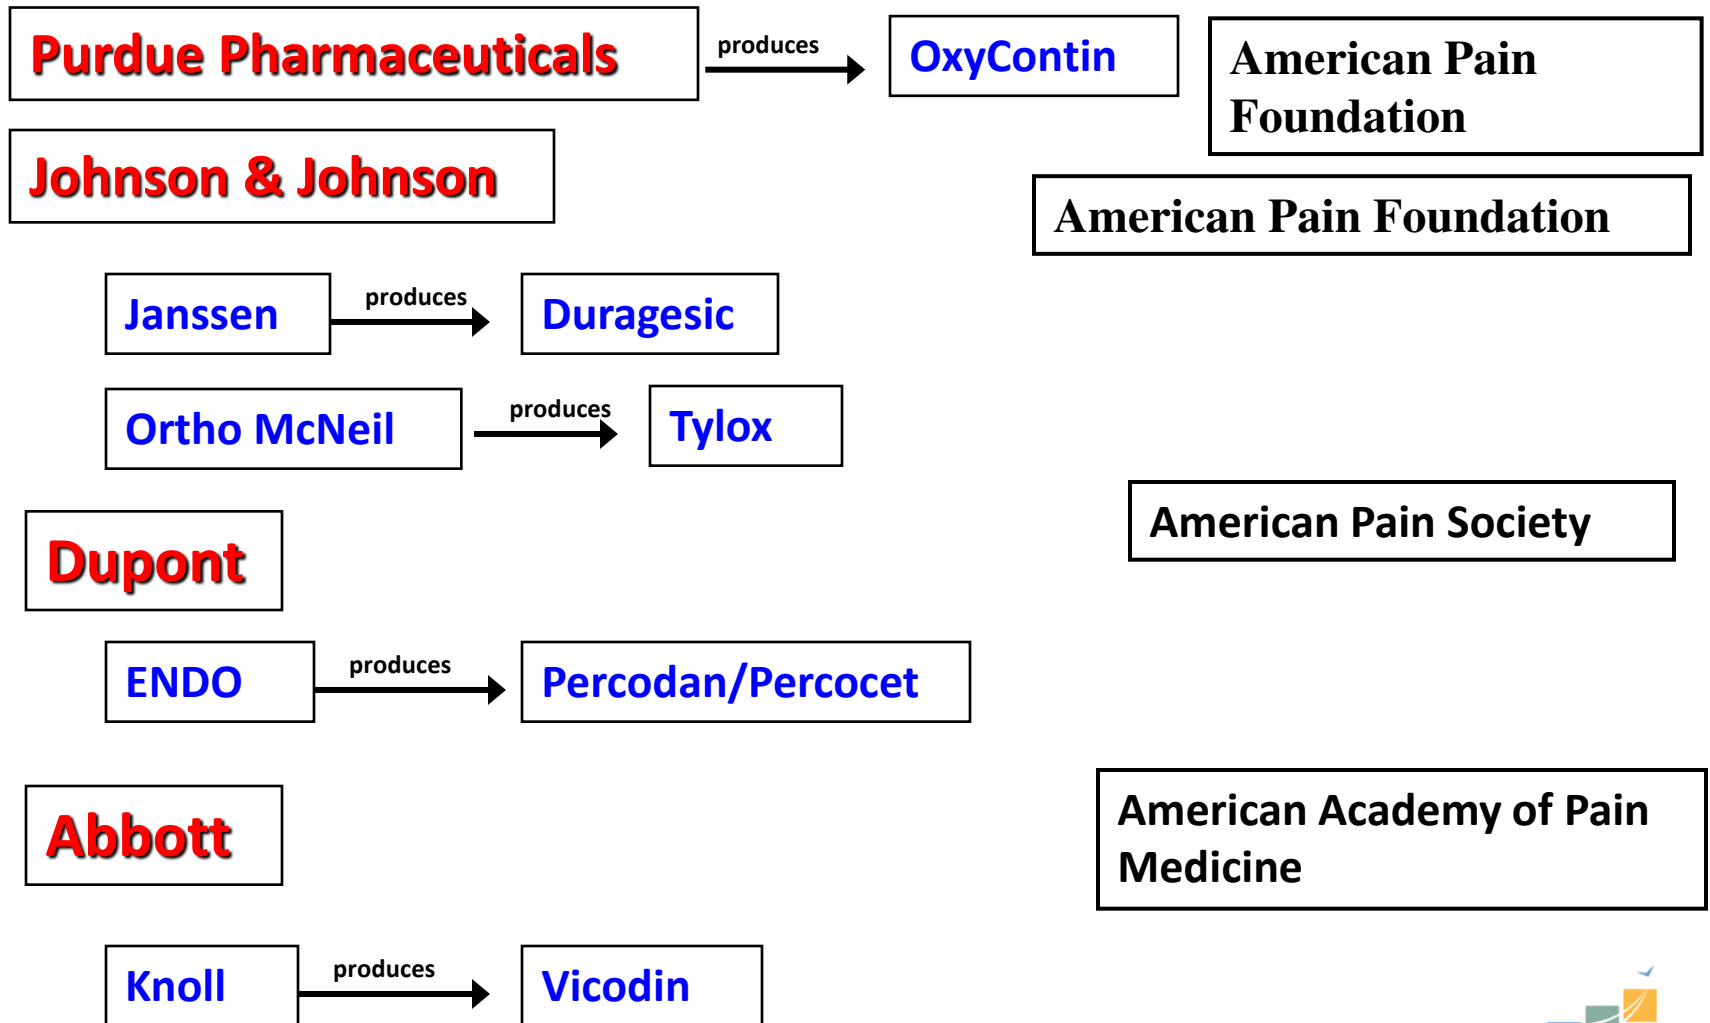 Purdue Pharmaceuticals
produces
OxyContin
American Pain
Foundation
Johnson & Johnson
American Pain Foundation
Janssen
produces
Duragesic
Ortho McNeil
produces
Tylox
American Pain Society
Dupont
ENDO
produces
Percodan/Percocet
American Academy of Pain
Medicine
Abbott
Knoll
produces
Vicodin